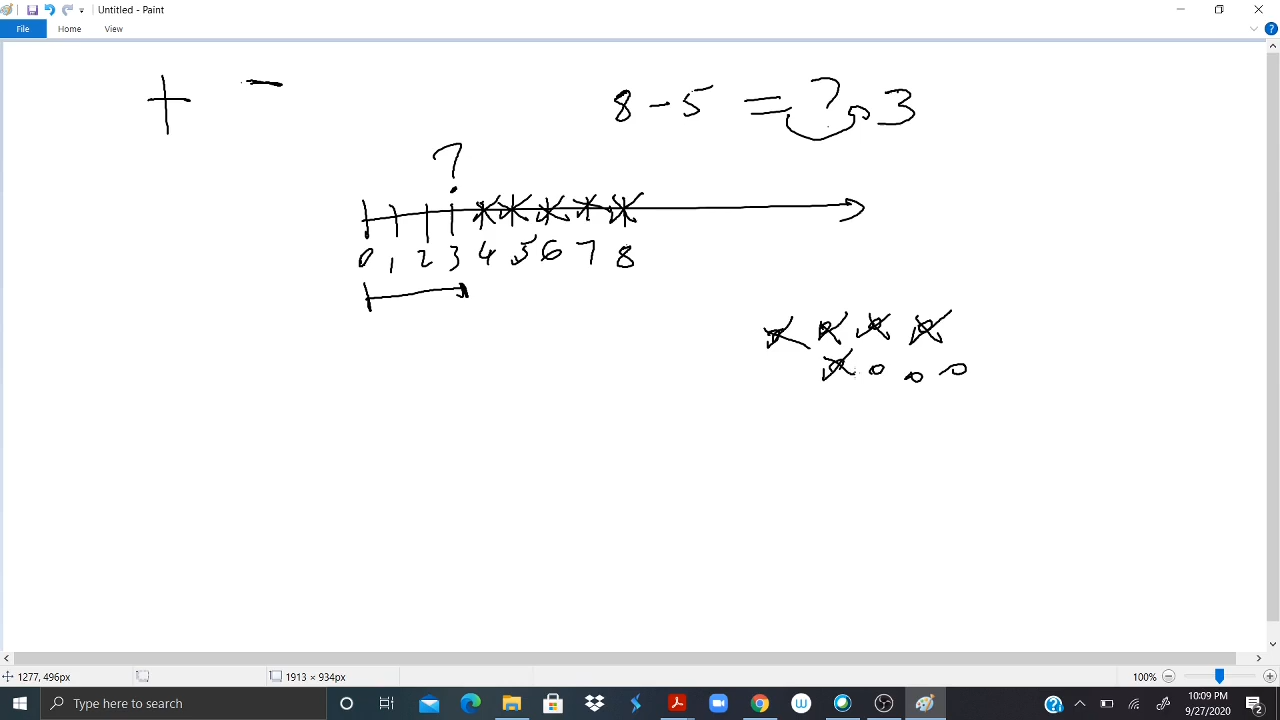 Untitled - Paint
File Home View
+ - 8 - 5 = ? 3
?
0 1 2 3 4 5 6 7 8
1277, 496px 1913 × 934px 100%
Type here to search
10:09 PM
9/27/2020
2